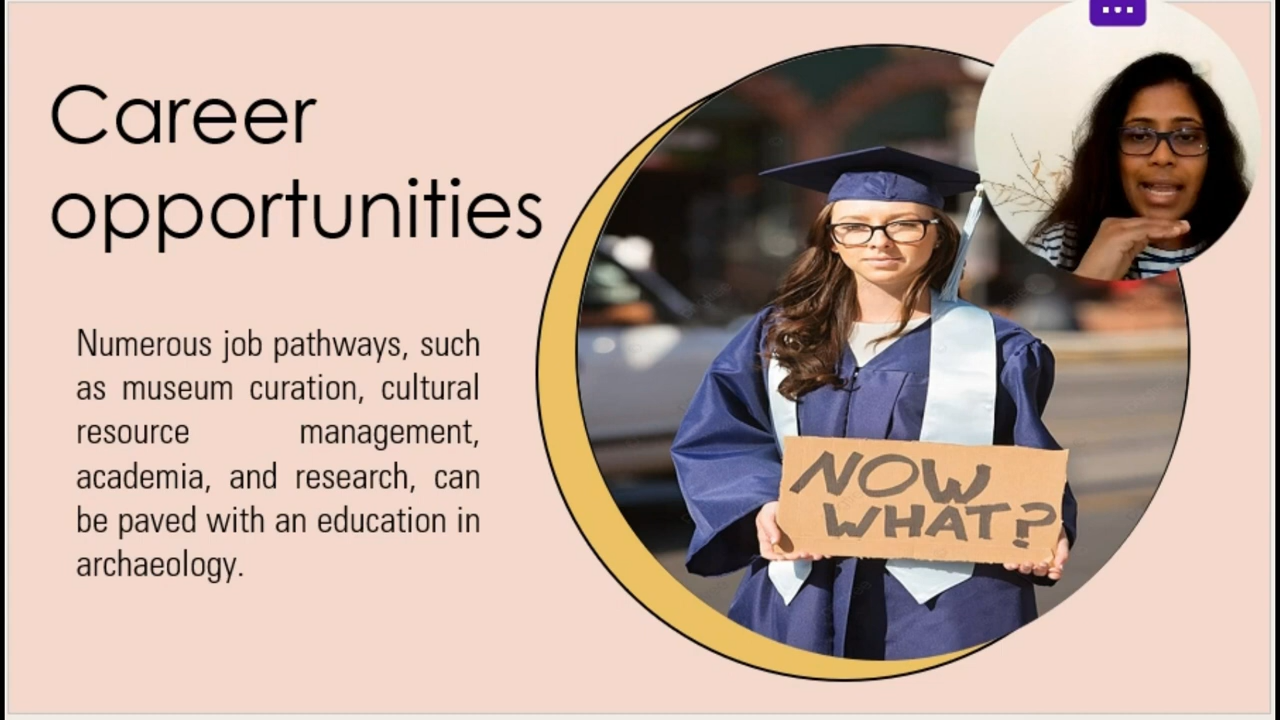 Career
opportunities
Numerous job pathways, such
as museum curation, cultural
resource management,
academia, and research, can
be paved with an education in
archaeology.
NOW
WHAT?